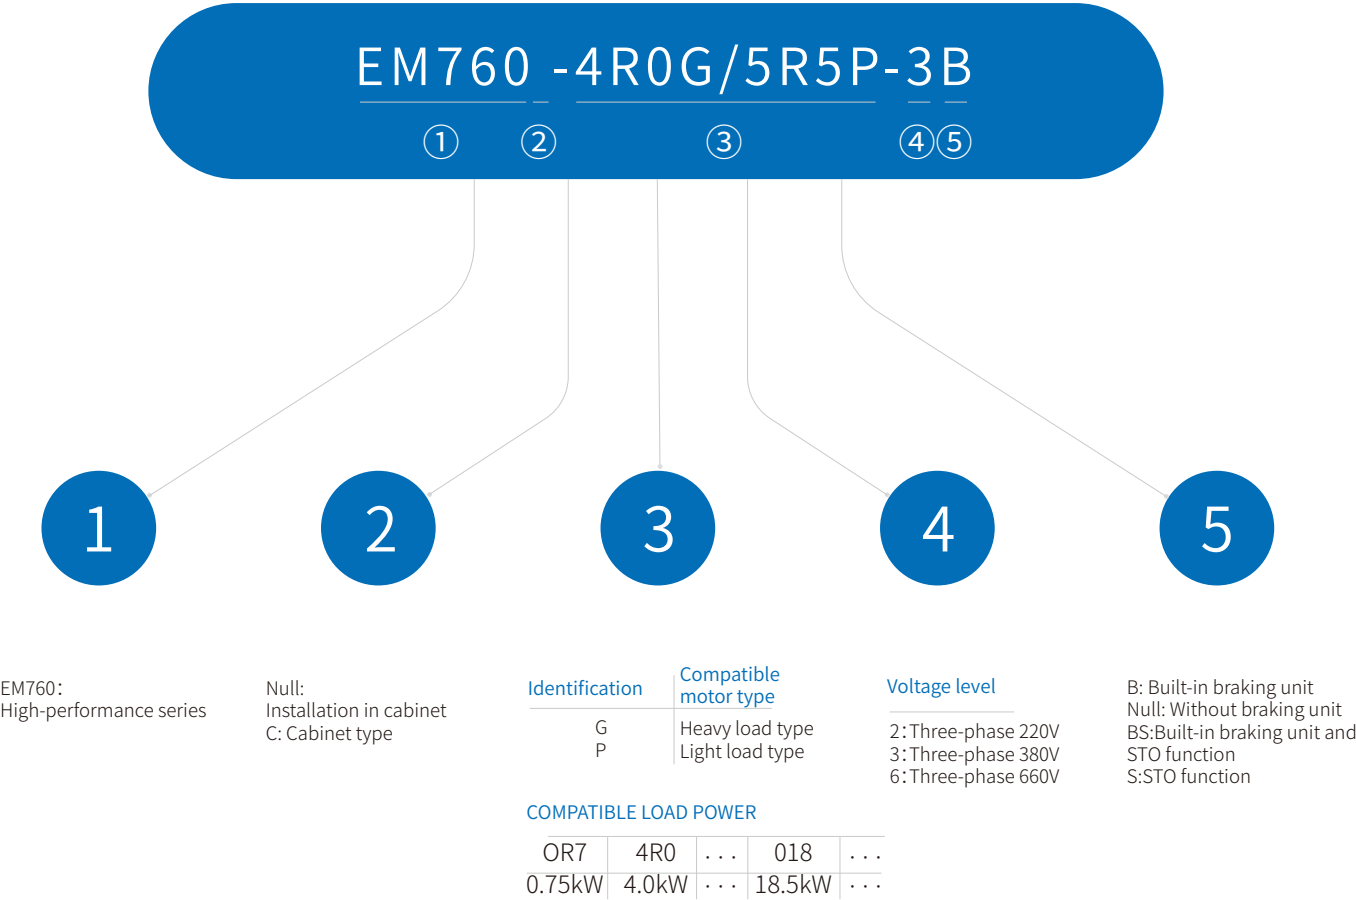 EM760 -4R0G/5R5P-3B
① ② ③ ④ ⑤
1 2 3 4 5
EM760：
High-performance series
Null:
Installation in cabinet
C: Cabinet type
Identification
Compatible
motor type
G Heavy load type
P Light load type
COMPATIBLE LOAD POWER
OR7 4R0 ··· 018 ···
0.75kW 4.0kW ··· 18.5kW ···
Voltage level
2：Three-phase 220V
3：Three-phase 380V
6：Three-phase 660V
B: Built-in braking unit
Null: Without braking unit
BS:Built-in braking unit and
STO function
S:STO function